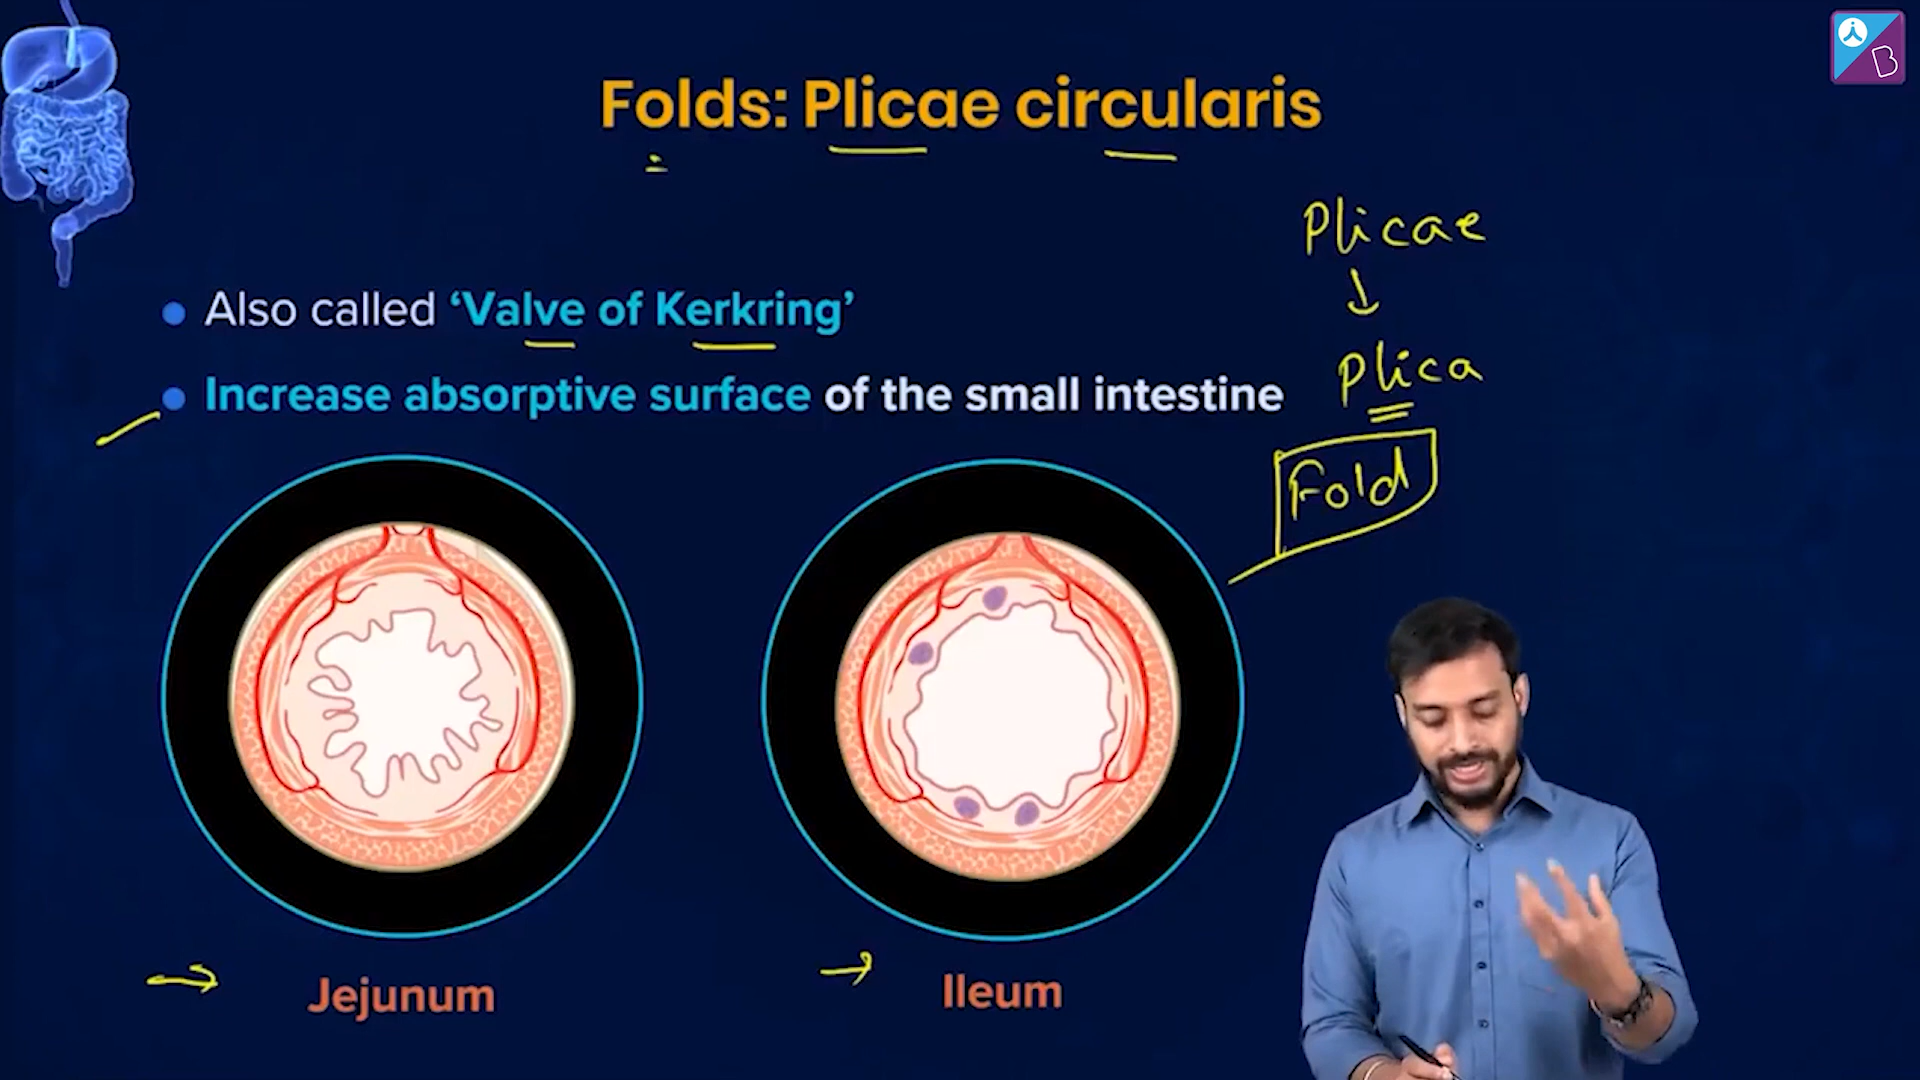 Folds: Plicae circularis
Plicae
Also called ‘Valve of Kerkring’
Plica
Increase absorptive surface of the small intestine
Fold
Jejunum
Ileum
B